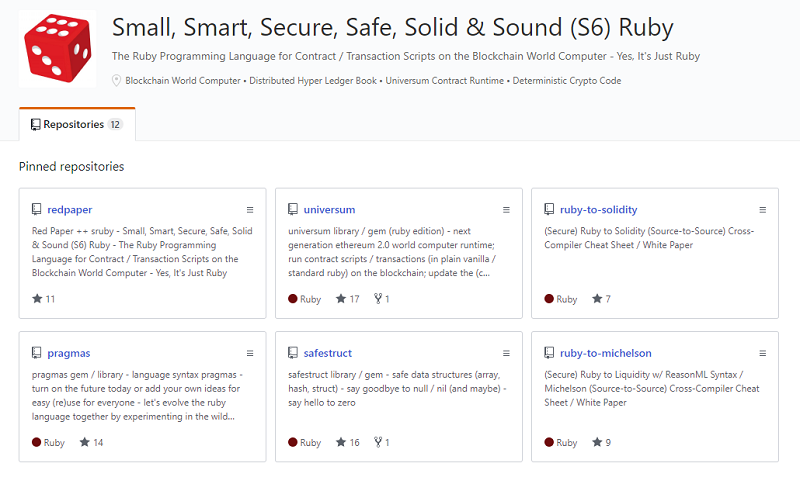 Small, Smart, Secure, Safe, Solid & Sound (S6) Ruby
The Ruby Programming Language for Contract / Transaction Scripts on the Blockchain World Computer - Yes, It's Just Ruby
Blockchain World Computer • Distributed Hyper Ledger Book • Universum Contract Runtime • Deterministic Crypto Code
Repositories 12
Pinned repositories
redpaper
Red Paper ++ sruby - Small, Smart, Secure, Safe, Solid
& Sound (S6) Ruby - The Ruby Programming
Language for Contract / Transaction Scripts on the
Blockchain World Computer - Yes, It's Just Ruby
11
universum
universum library / gem (ruby edition) - next
generation ethereum 2.0 world computer runtime;
run contract scripts / transactions (in plain vanilla /
standard ruby) on the blockchain; update the (c...
Ruby 17 1
ruby-to-solidity
(Secure) Ruby to Solidity (Source-to-Source) Cross-
Compiler Cheat Sheet / White Paper
Ruby 7
pragmas
pragmas gem / library - language syntax pragmas -
turn on the future today or add your own ideas for
easy (re)use for everyone - let's evolve the ruby
language together by experimenting in the wild...
Ruby 14
safestruct
safestruct library / gem - safe data structures (array,
hash, struct) - say goodbye to null / nil (and maybe) -
say hello to zero
Ruby 16 1
ruby-to-michelson
(Secure) Ruby to Liquidity w/ ReasonML Syntax /
Michelson (Source-to-Source) Cross-Compiler Cheat
Sheet / White Paper
Ruby 9